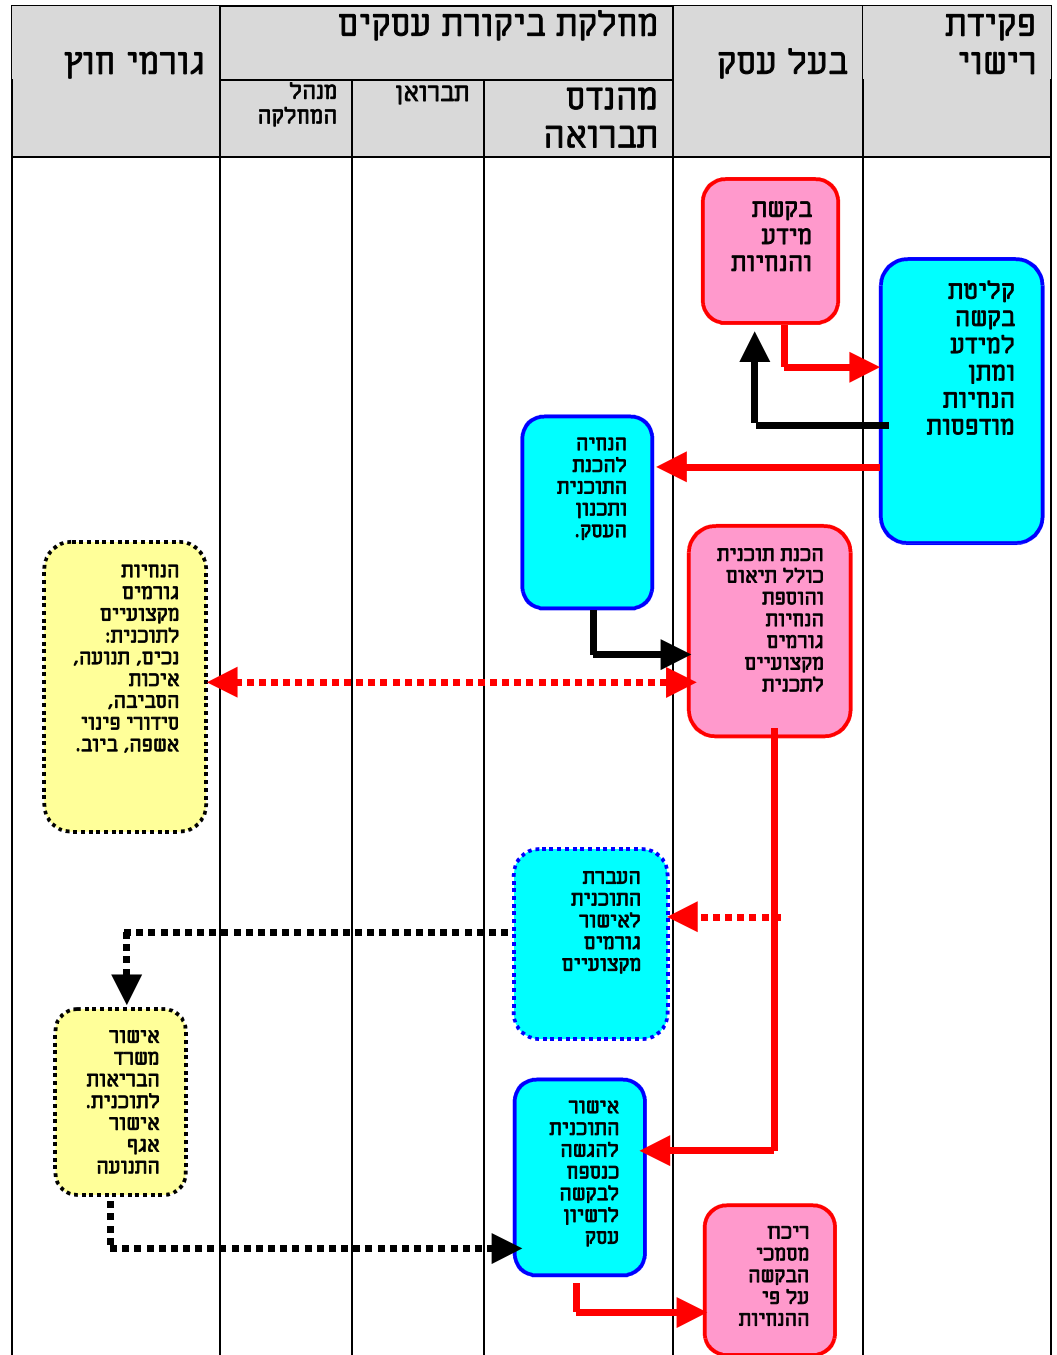 פקידת
רישוי
בעל עסק
מחלקת ביקורת עסקים
גורמי חוץ
מהנדס
תברואה
תברואן
מנהל
המחלקה
בקשת
מידע
והנחיות
קליטת
בקשה
למידע
ומתן
הנחיות
מודפסות
הנחיה
להכנת
התוכנית
ותכנון
העסק.
הכנת תוכנית
כולל תיאום
והוספת
הנחיות
גורמים
מקצועיים
לתכנית
הנחיות
גורמים
מקצועיים
לתוכנית:
נכים, תנועה,
איכות
הסביבה,
סידורי פינוי
אשפה, ביוב.
העברת
התוכנית
לאישור
גורמים
מקצועיים
אישור
משרד
הבריאות
לתוכנית.
אישור
אגף
התנועה
אישור
התוכנית
להגשה
כנספח
לבקשה
לרשיון
עסק
ריכוז
מסמכי
הבקשה
על פי
ההנחיות